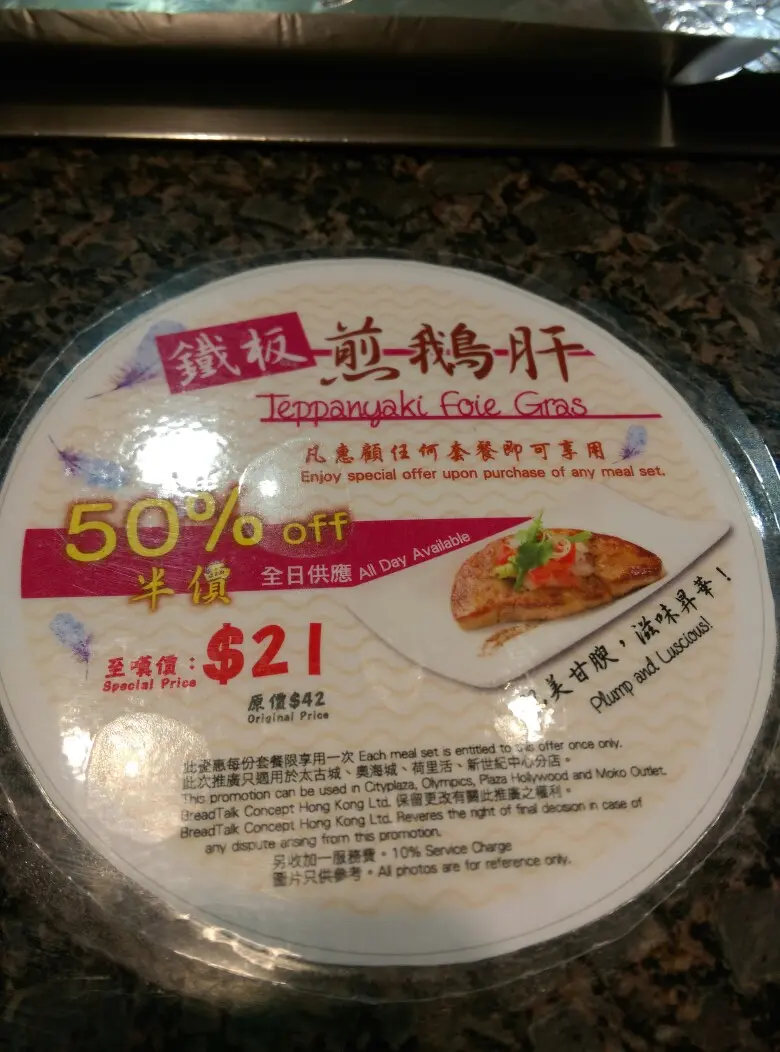 鐵板煎鵝肝
Teppanyaki Foie Gras
凡惠顧任何套餐即可享用
Enjoy special offer upon purchase of any meal set.
50% off
半價
全日供應 All Day Available
至嘆價：$21
Special Price
原價$42
Original Price
美甘腴，滋味昇華！
Plump and Luscious!
此優惠每份套餐限享用一次 Each meal set is entitled to this offer once only.
此次推廣只適用於太古城、奧海城、荷里活、新世紀中心分店。
This promotion can be used in Cityplaza, Olympics, Plaza Hollywood and Moko Outlet.
BreadTalk Concept Hong Kong Ltd. 保留更改有關此推廣之權利。
BreadTalk Concept Hong Kong Ltd. Reveres the right of final decision in case of
any dispute arising from this promotion.
另收加一服務費。10% Service Charge
圖片只供參考。All photos are for reference only.